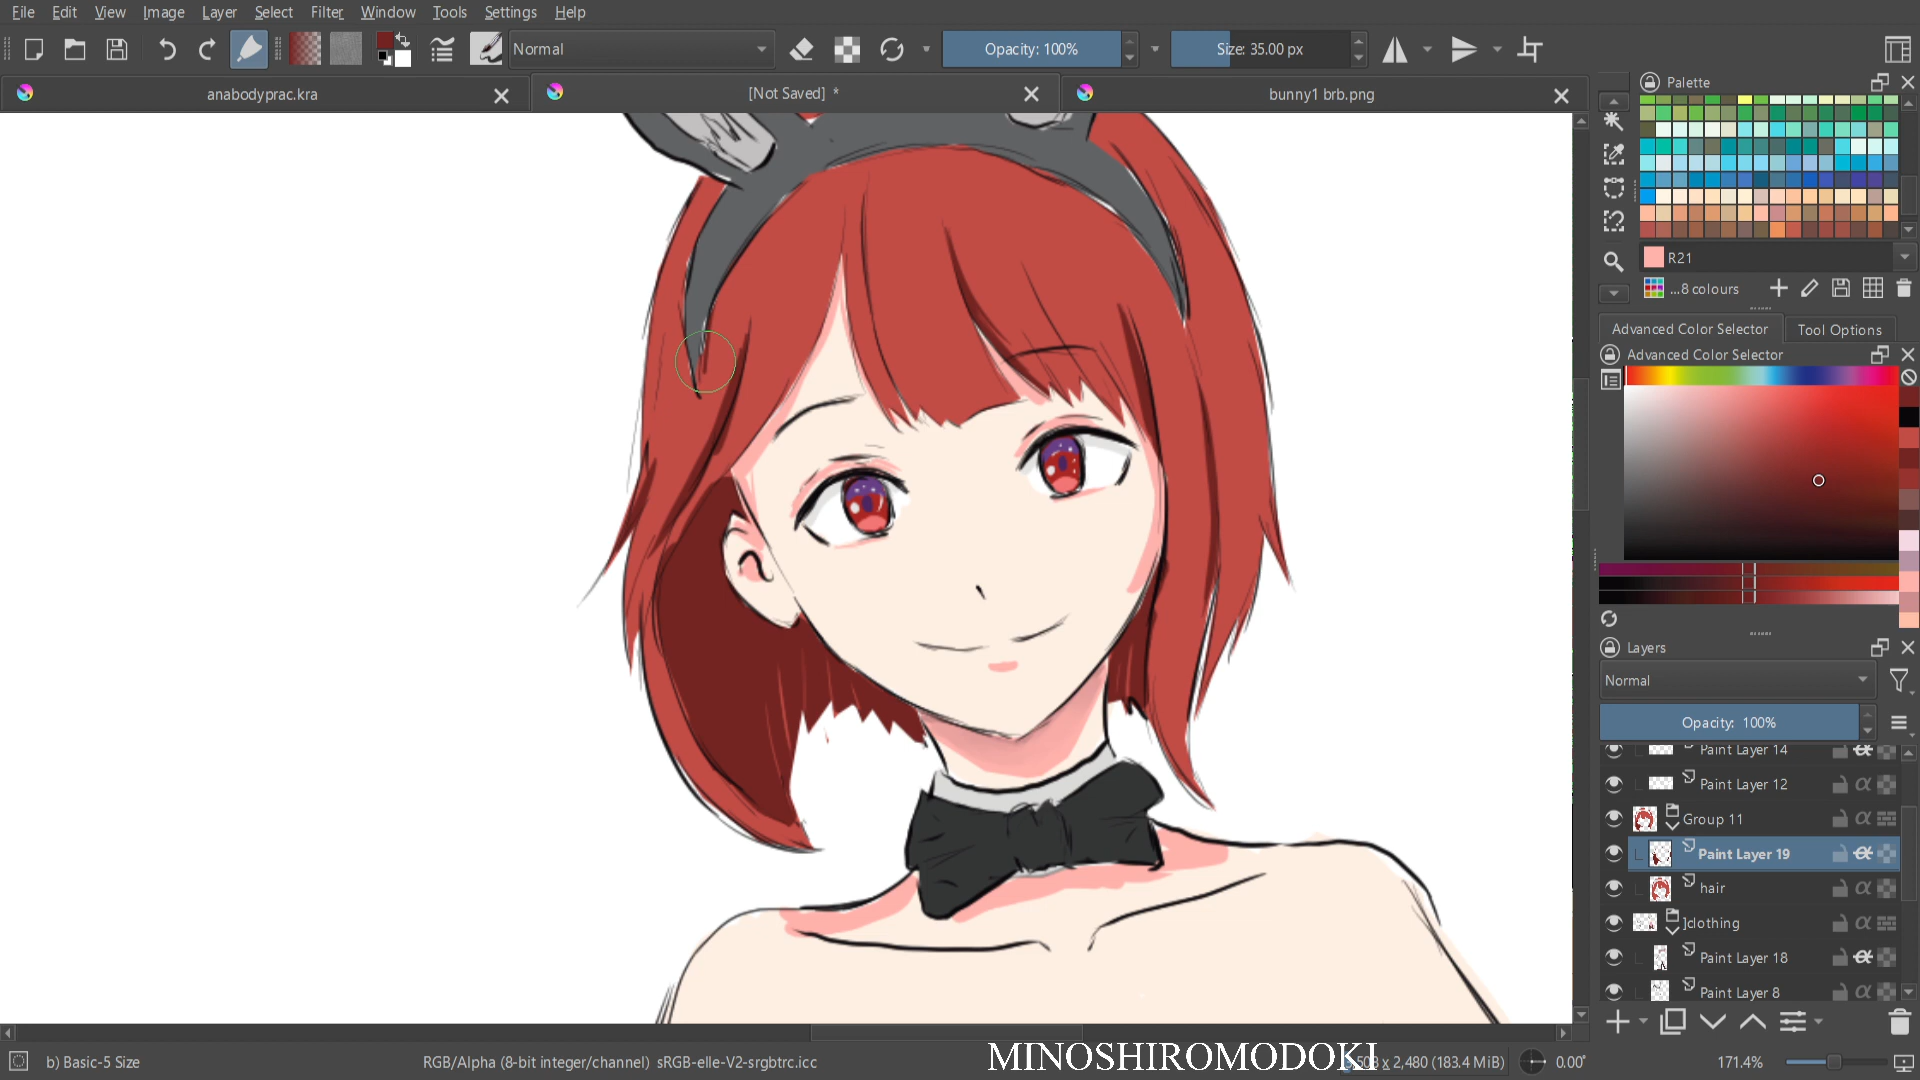 File Edit View Image Layer Select Filter Layer Window Tools Settings Help
Normal
Opacity: 100%
Size: 35.00 px
anabodyprac.kra
[Not Saved] *
bunny1 brb.png
Palette
R21
...8 colours
Advanced Color Selector
Tool Options
Advanced Color Selector
Layers
Normal
Opacity: 100%
Paint Layer 14
Paint Layer 12
Group 11
Paint Layer 19
hair
]clothing
Paint Layer 18
Paint Layer 8
b) Basic-5 Size
RGB/Alpha (8-bit integer/channel) sRGB-elle-V2-srgbtrc.icc
MINOSHIROMODOKI
x 2,480 (183.4 MiB)
0.00°
171.4%